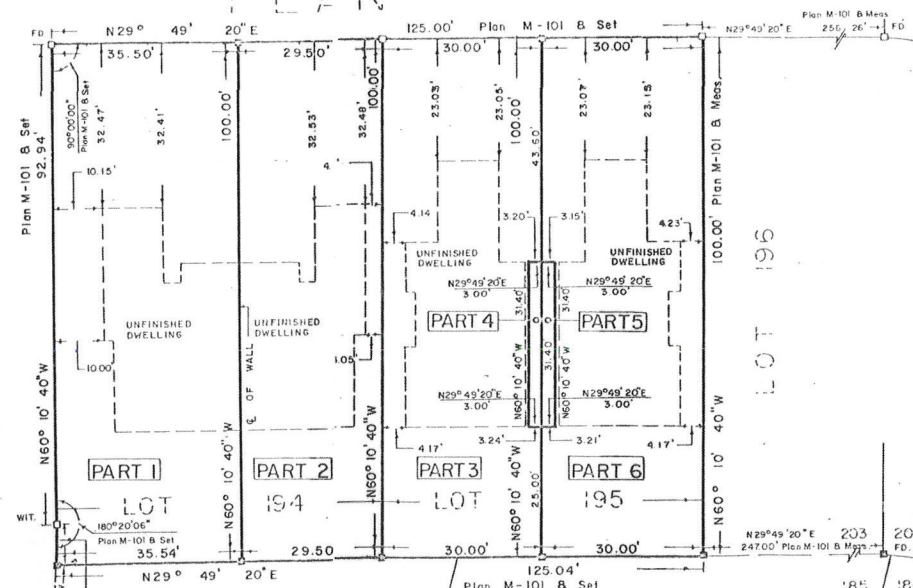 Plan M-101 & Meas
FD
N29° 49' 20" E
125.00' Plan M-101 & Set
N29°49'20"E 256.26'
FD.
35.50'
29.50'
30.00'
30.00'
Plan M-101 & Set
92.94'
90°00'00"
Plan M-101 & Set
32.47'
32.41'
100.00'
32.53'
32.48'
100.00'
23.03'
23.05'
100.00'
43.60'
23.07
23.15'
100.00' Plan M-101 & Meas.
10.15'
4.14
3.20'
3.15'
4.23'
UNFINISHED
DWELLING
UNFINISHED
DWELLING
N29°49'20"E
3.00'
N29°49'20"E
3.00'
31.40'
31.40'
PART 4
PART 5
31.40
UNFINISHED
DWELLING
UNFINISHED
DWELLING
℄ OF WALL
10.00'
N60°10'40"W
N60°10'40"W
N29°49'20"E
3.00'
N29°49'20"E
3.00'
4.17'
3.24'
3.21'
4.17'
N60° 10' 40" W
N60° 10' 40" W
N60° 10' 40" W
N60° 10' 40" W
25.00'
N60° 10' 40" W
PART 1
PART 2
PART 3
PART 6
LOT 194
LOT 195
LOT 196
WIT.
180°20'06"
Plan M-101 & Set
N29°49'20"E 203
247.00' Plan M-101 & Meas.
FD.
35.54'
29.50
30.00'
30.00'
N29° 49' 20" E
125.04'
Plan M-101 & Set
185